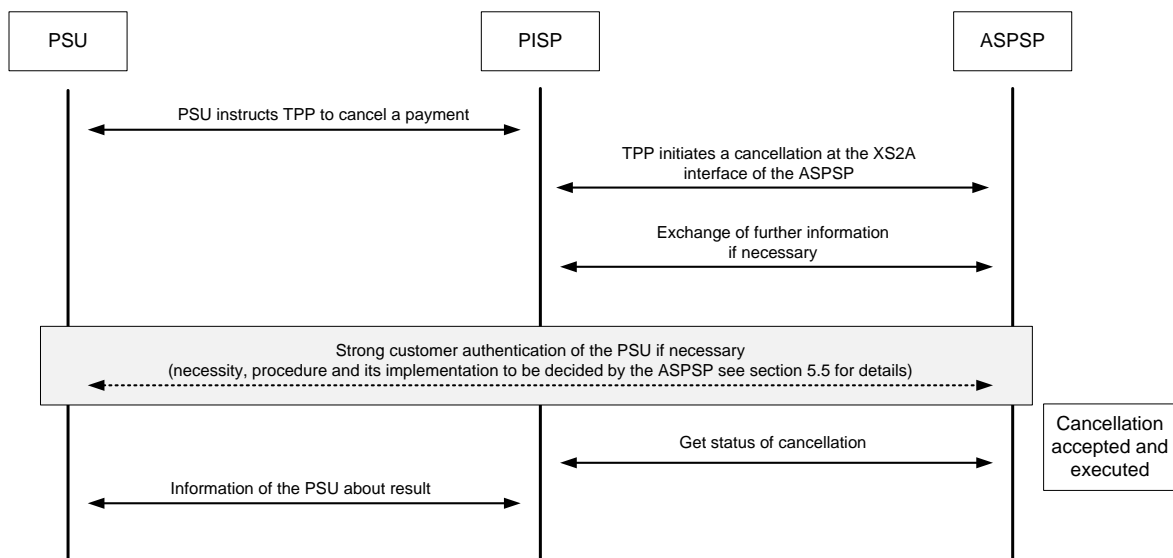 PSU
PISP
ASPSP
PSU instructs TPP to cancel a payment
TPP initiates a cancellation at the XS2A
interface of the ASPSP
Exchange of further information
if necessary
Strong customer authentication of the PSU if necessary
(necessity, procedure and its implementation to be decided by the ASPSP see section 5.5 for details)
Get status of cancellation
Cancellation
accepted and
executed
Information of the PSU about result